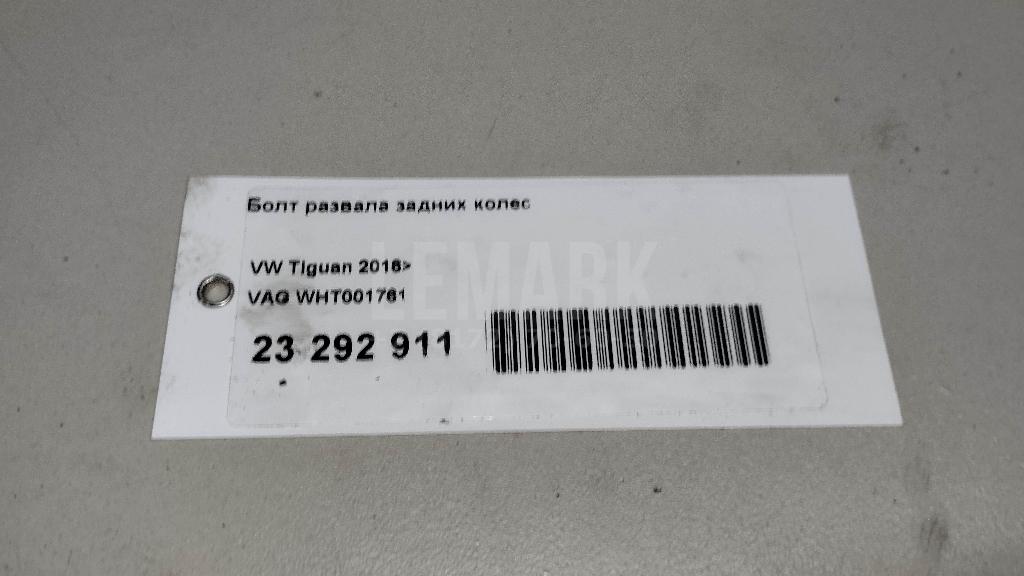 Болт развала задних колес
VW Tiguan 2016>
VAG WHT001761
23 292 911
LEMARK